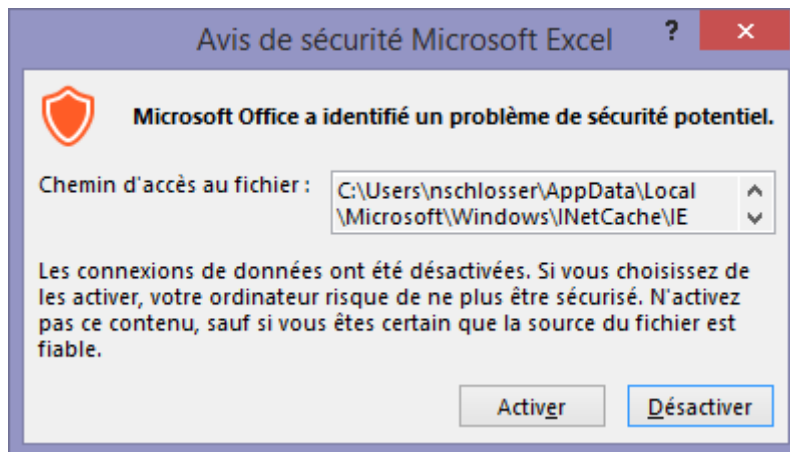 Avis de sécurité Microsoft Excel ? ×
Microsoft Office a identifié un problème de sécurité potentiel.
Chemin d'accès au fichier : C:\Users\nschlosser\AppData\Local
\Microsoft\Windows\INetCache\IE
Les connexions de données ont été désactivées. Si vous choisissez de
les activer, votre ordinateur risque de ne plus être sécurisé. N'activez
pas ce contenu, sauf si vous êtes certain que la source du fichier est
fiable.
Activer Désactiver